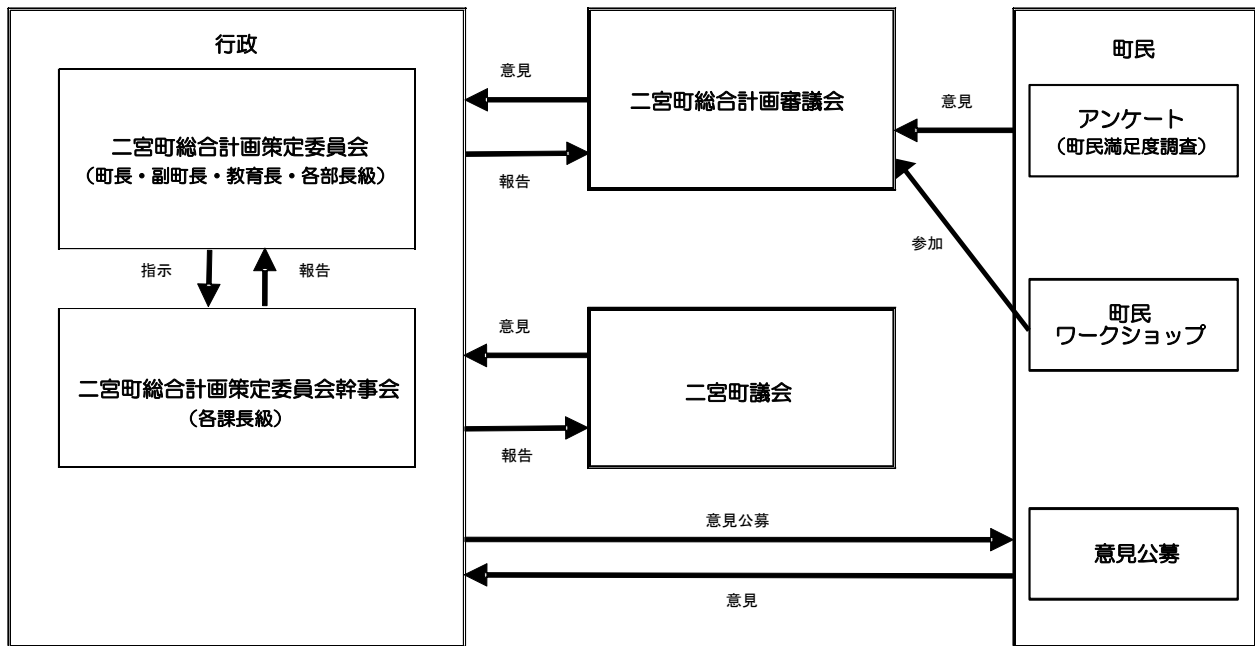 行政
二宮町総合計画策定委員会
（町長・副町長・教育長・各部長級）
指示
報告
二宮町総合計画策定委員会幹事会
（各課長級）
意見
報告
二宮町総合計画審議会
意見
参加
意見
報告
二宮町議会
意見公募
意見
町民
アンケート
（町民満足度調査）
町民
ワークショップ
意見公募